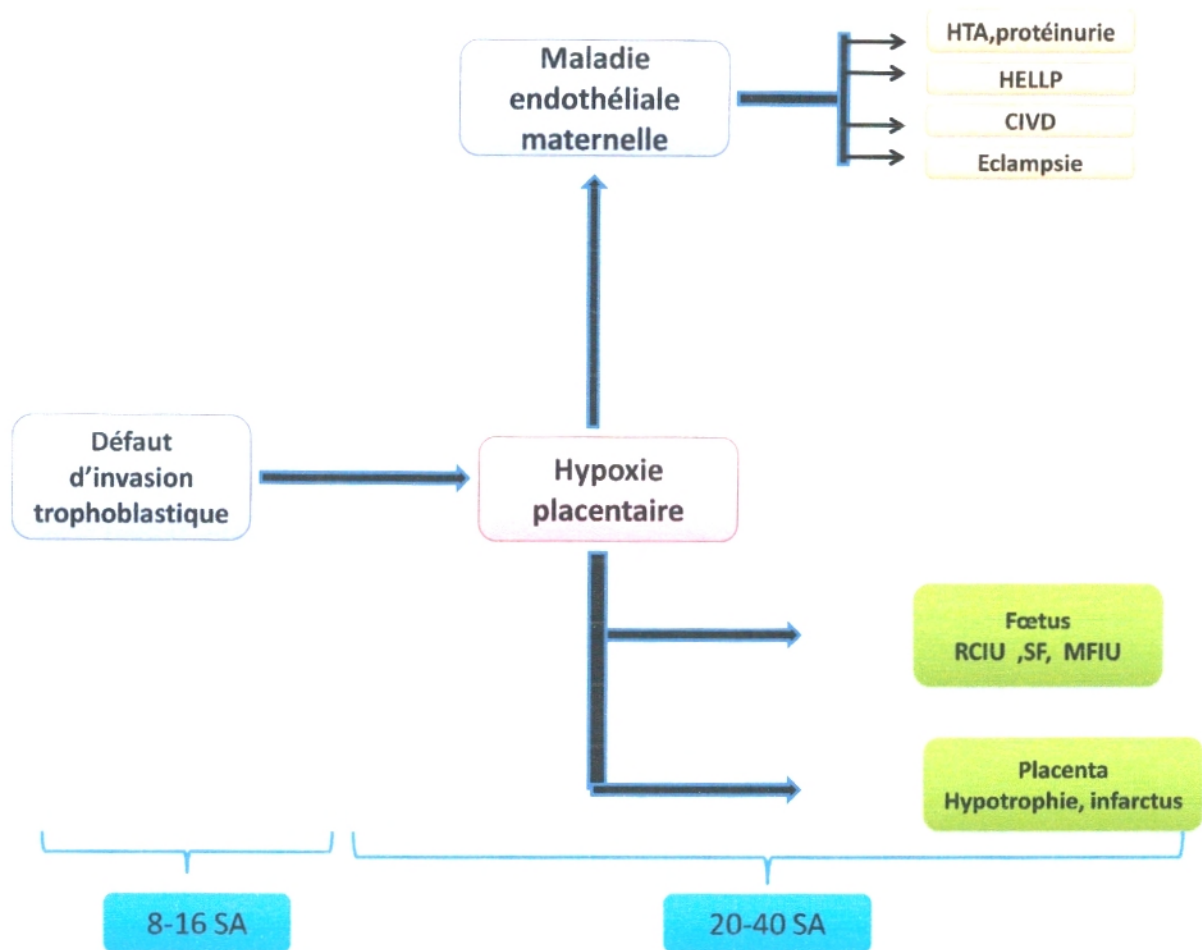 Maladie
endothéliale
maternelle
HTA,protéinurie
HELLP
CIVD
Eclampsie
Défaut
d'invasion
trophoblastique
Hypoxie
placentaire
Fœtus
RCIU ,SF, MFIU
Placenta
Hypotrophie, infarctus
8-16 SA
20-40 SA